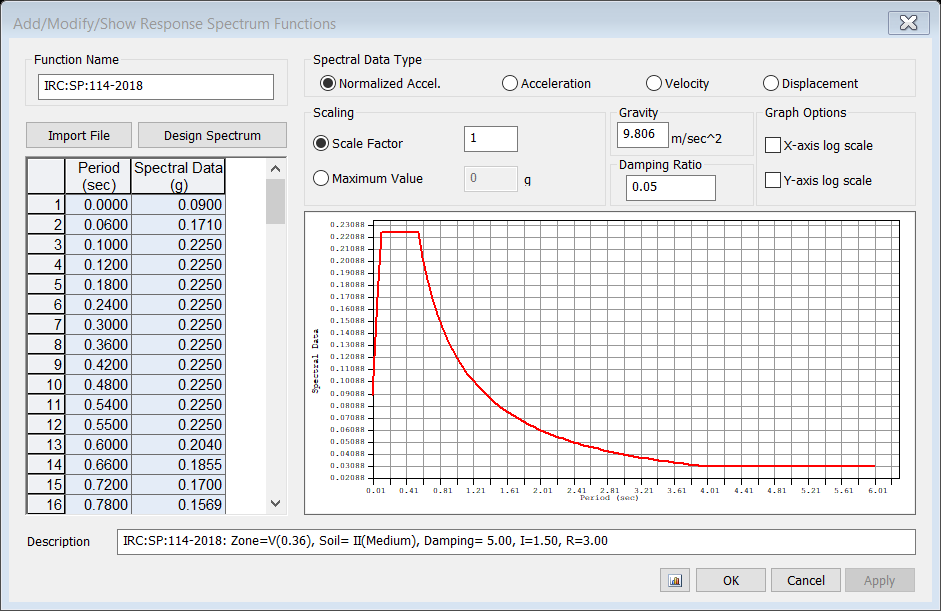 Add/Modify/Show Response Spectrum Functions
Function Name
IRC:SP:114-2018
Import File Design Spectrum
Period (sec) Spectral Data (g)
1 0.0000 0.0900
2 0.0600 0.1710
3 0.1000 0.2250
4 0.1200 0.2250
5 0.1800 0.2250
6 0.2400 0.2250
7 0.3000 0.2250
8 0.3600 0.2250
9 0.4200 0.2250
10 0.4800 0.2250
11 0.5400 0.2250
12 0.5500 0.2250
13 0.6000 0.2040
14 0.6600 0.1855
15 0.7200 0.1700
16 0.7800 0.1569
Spectral Data Type
Normalized Accel. Acceleration Velocity Displacement
Scaling
Scale Factor 1
Maximum Value 0 g
Gravity
9.806 m/sec^2
Damping Ratio
0.05
Graph Options
X-axis log scale
Y-axis log scale
0.23088
0.22088
0.21088
0.20088
0.19088
0.18088
0.17088
0.16088
0.15088
0.14088
0.13088
0.12088
0.11088
0.10088
0.09088
0.08088
0.07088
0.06088
0.05088
0.04088
0.03088
0.02088
Spectral Data
0.01 0.41 0.81 1.21 1.61 2.01 2.41 2.81 3.21 3.61 4.01 4.41 4.81 5.21 5.61 6.01
Period (sec)
Description IRC:SP:114-2018: Zone=V(0.36), Soil= II(Medium), Damping= 5.00, I=1.50, R=3.00
OK Cancel Apply